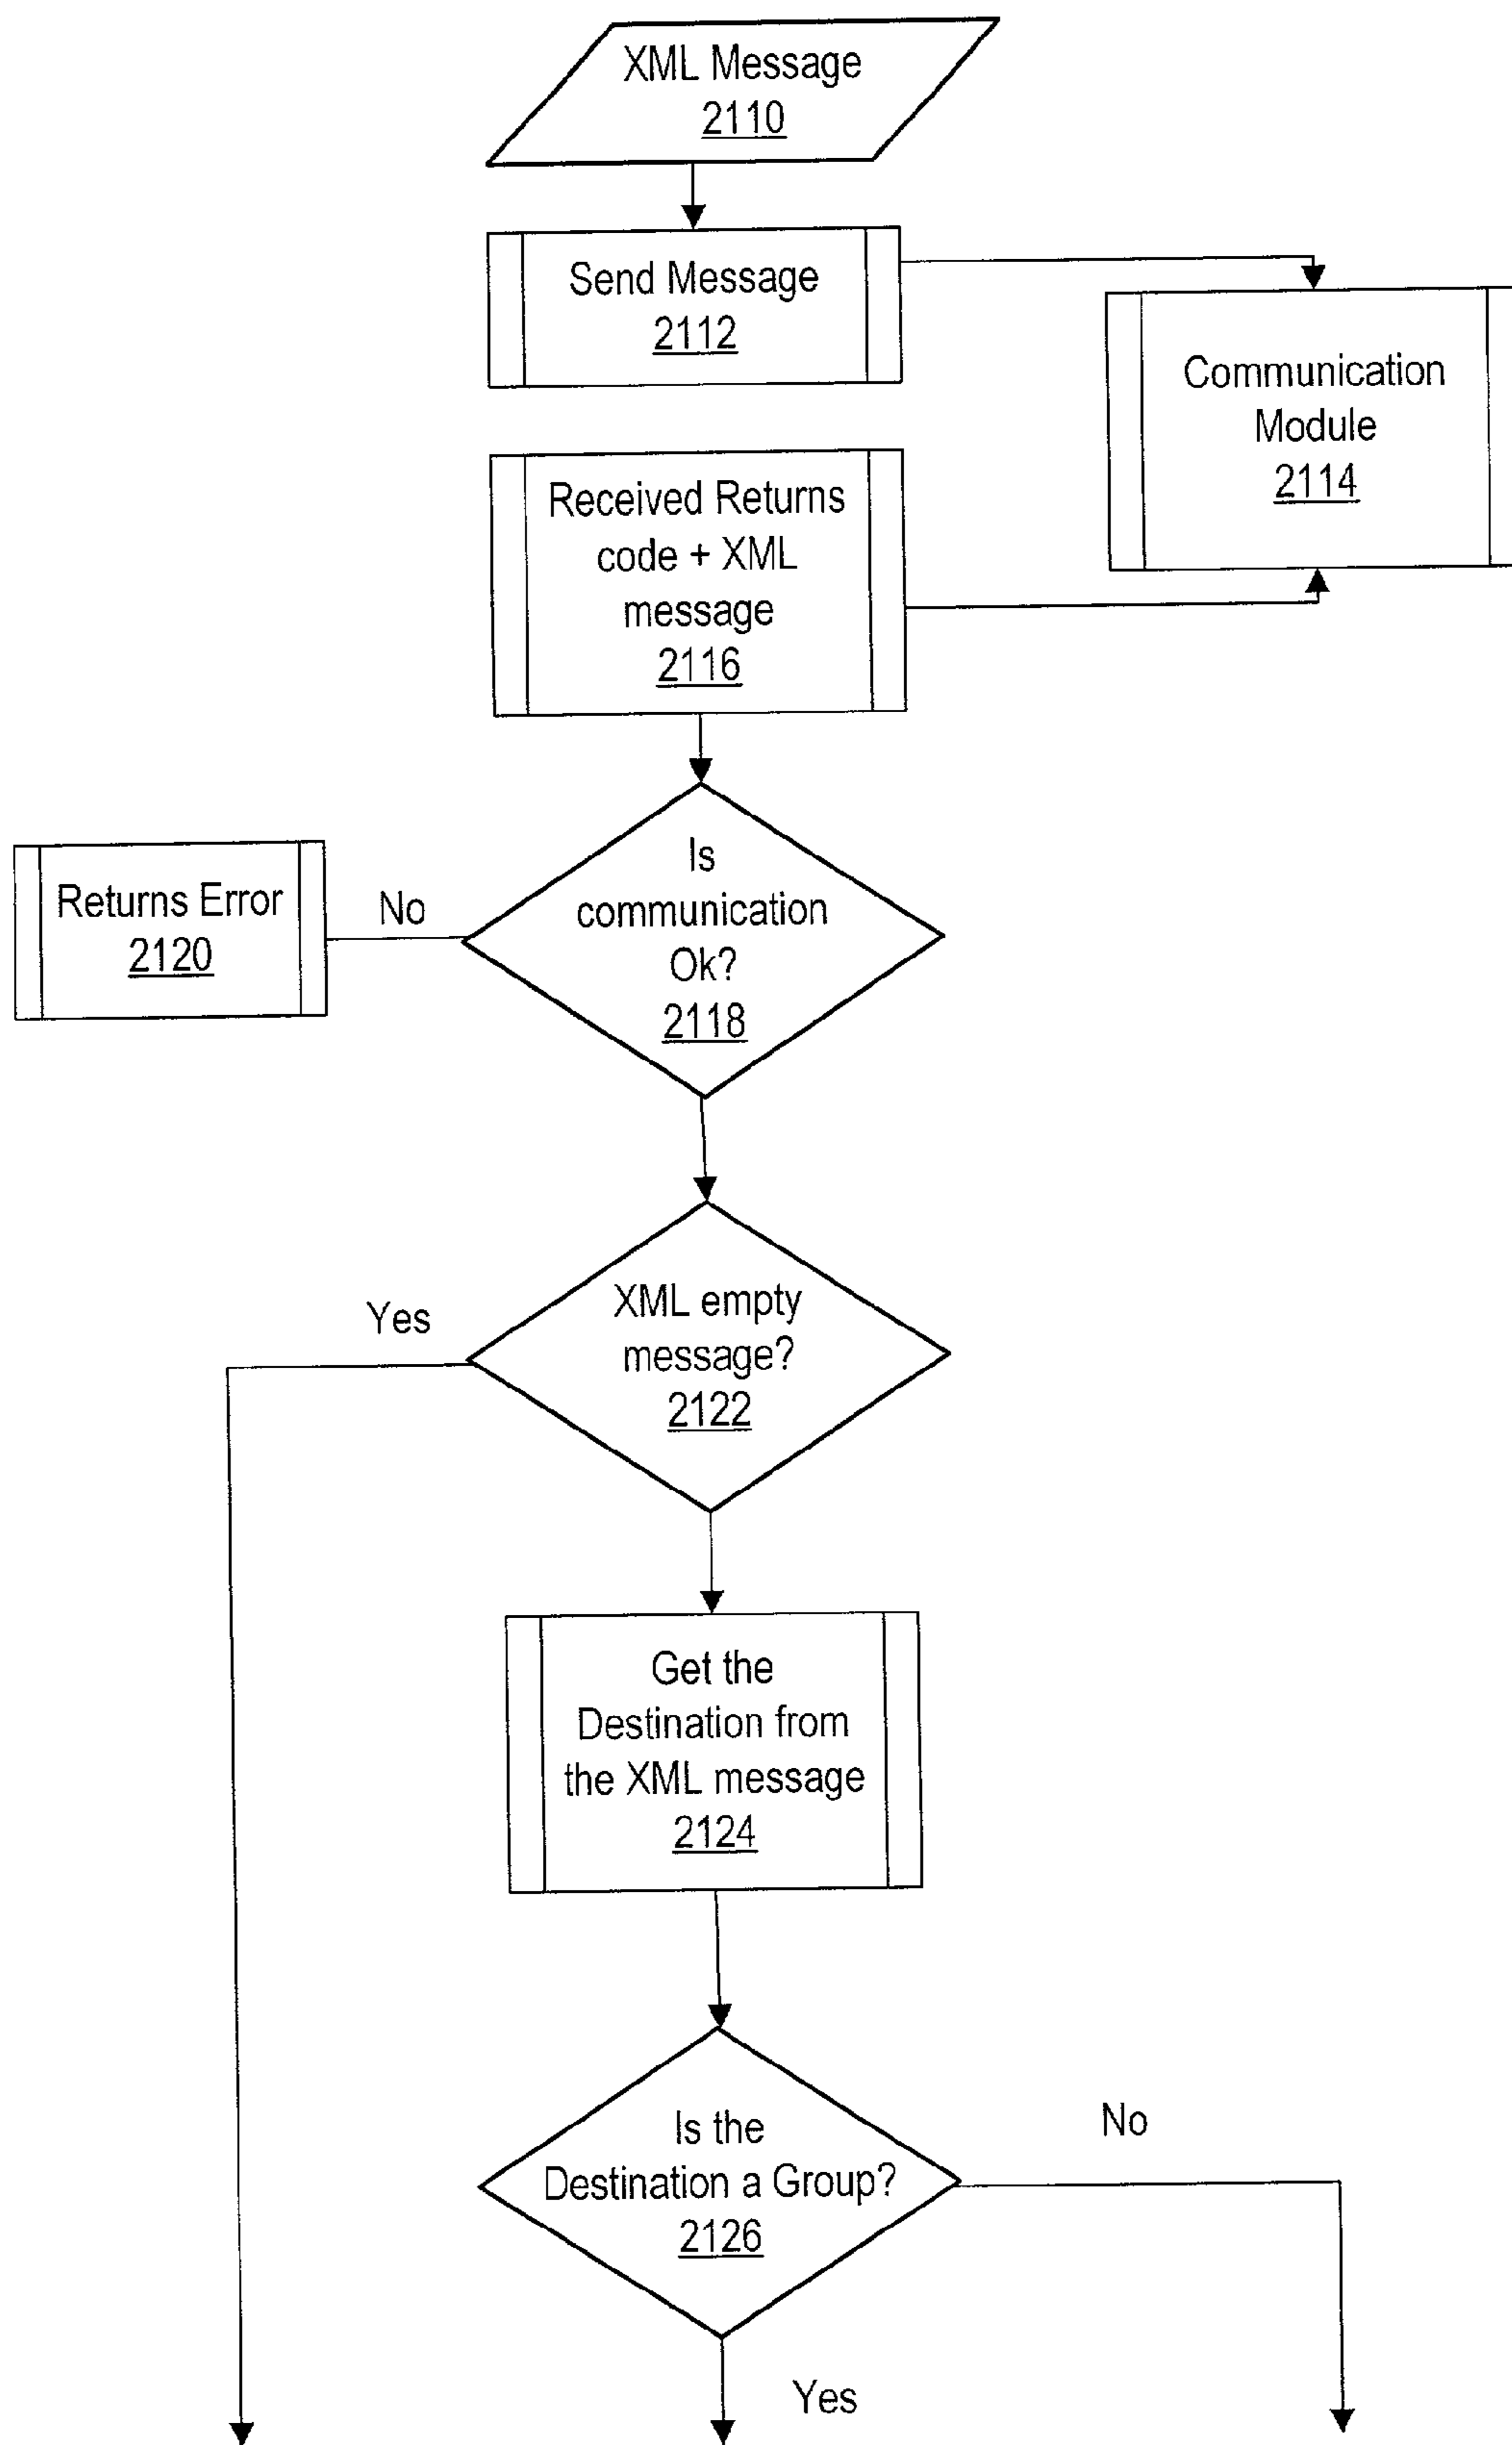 XML Message
2110
Send Message
2112
Communication
Module
2114
Received Returns
code + XML
message
2116
Is
communication
Ok?
2118
No
Returns Error
2120
XML empty
message?
2122
Yes
Get the
Destination from
the XML message
2124
Is the
Destination a Group?
2126
No
Yes